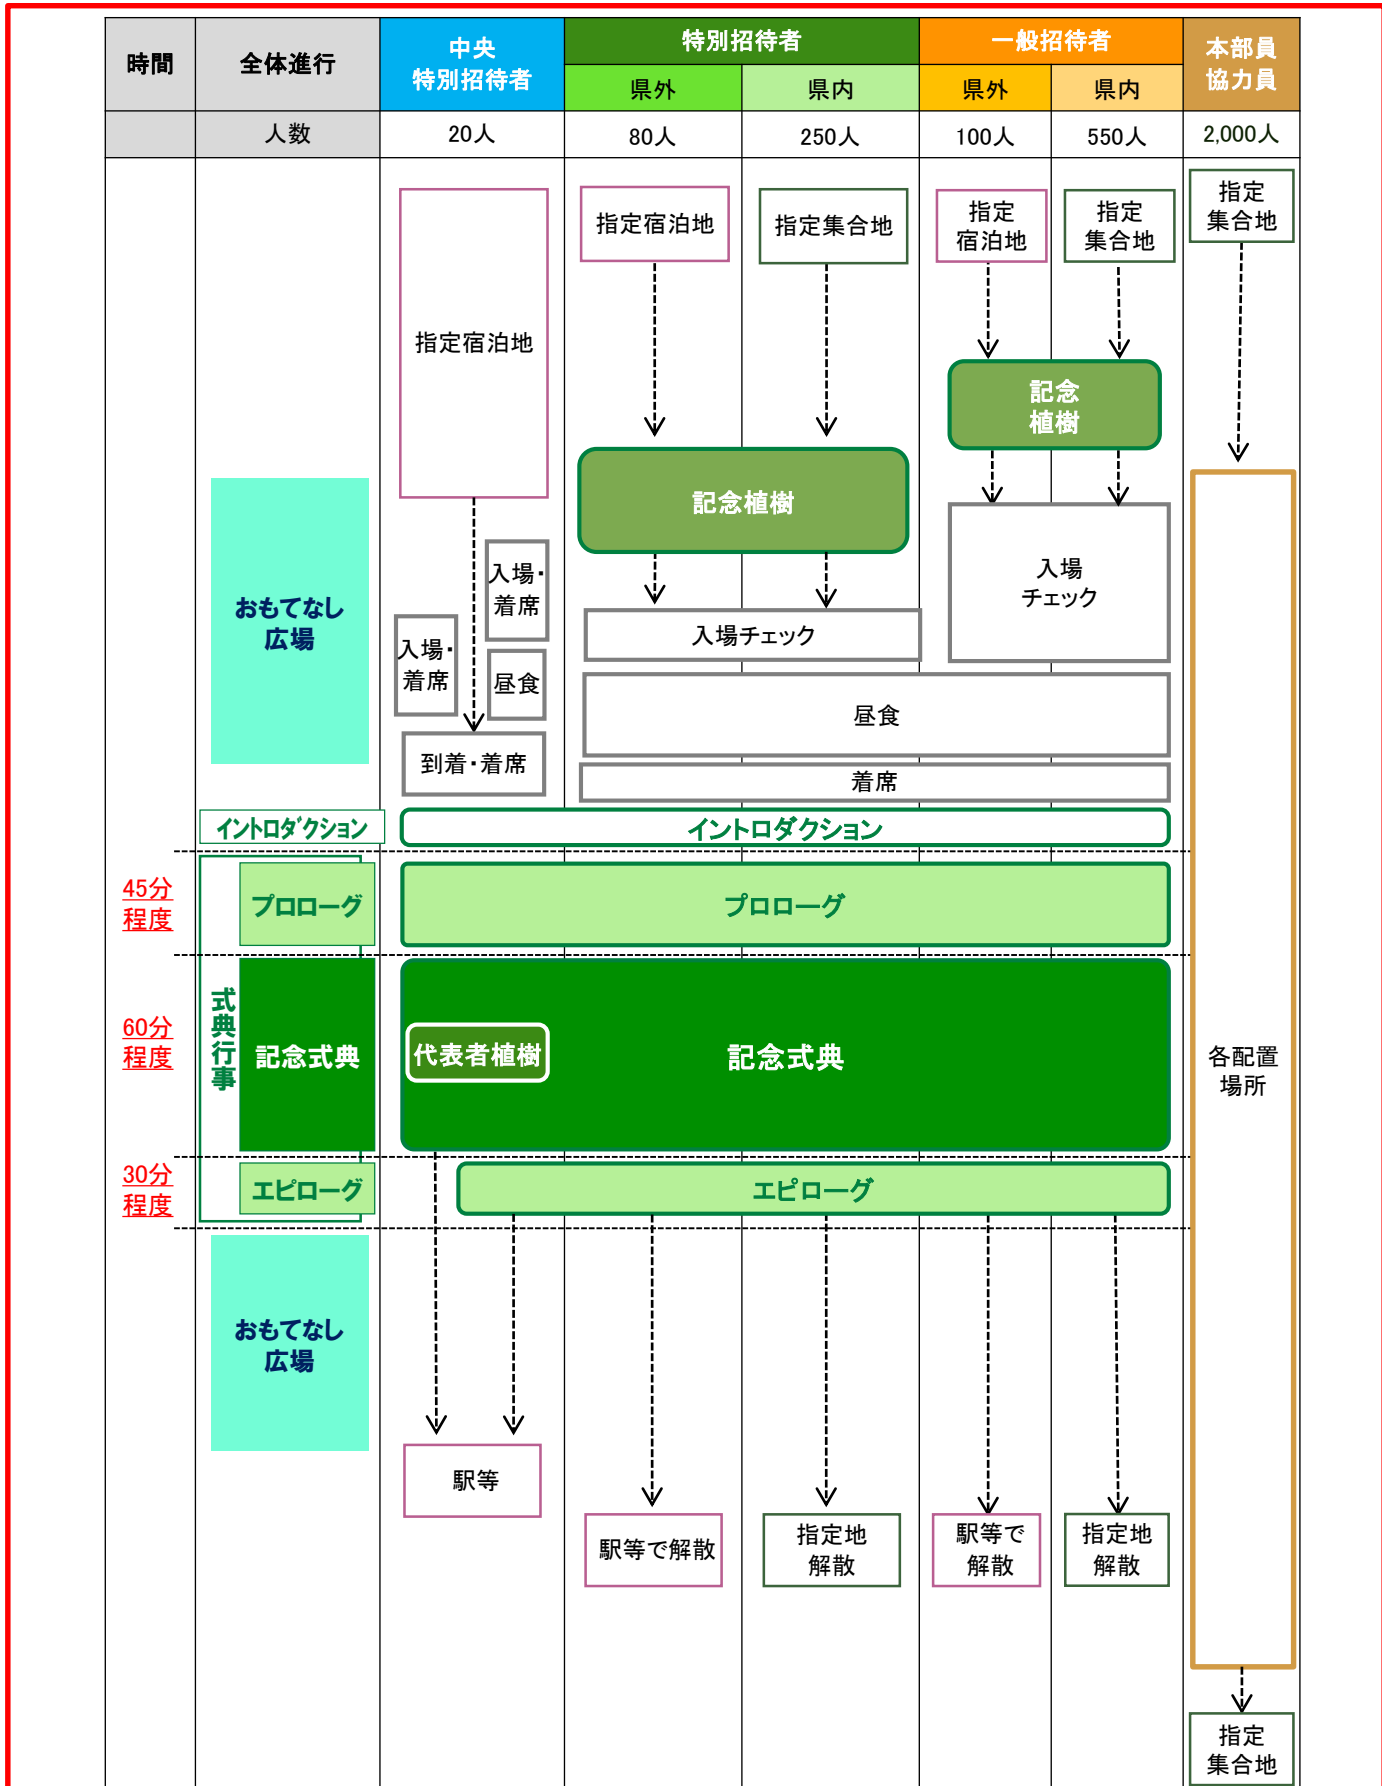 時間
全体進行
中央
特別招待者
特別招待者
一般招待者
本部員
協力員
県外
県内
県外
県内
人数
20人
80人
250人
100人
550人
2,000人
指定宿泊地
指定宿泊地
指定集合地
指定
宿泊地
指定
集合地
指定
集合地
記念
植樹
記念植樹
おもてなし
広場
入場・
着席
入場・
着席
昼食
入場チェック
入場
チェック
昼食
到着・着席
着席
イントロダクション
イントロダクション
45分
程度
プロローグ
プロローグ
60分
程度
式典行事
記念式典
代表者植樹
記念式典
各配置
場所
30分
程度
エピローグ
エピローグ
おもてなし
広場
駅等
駅等で解散
指定地
解散
駅等で
解散
指定地
解散
指定
集合地